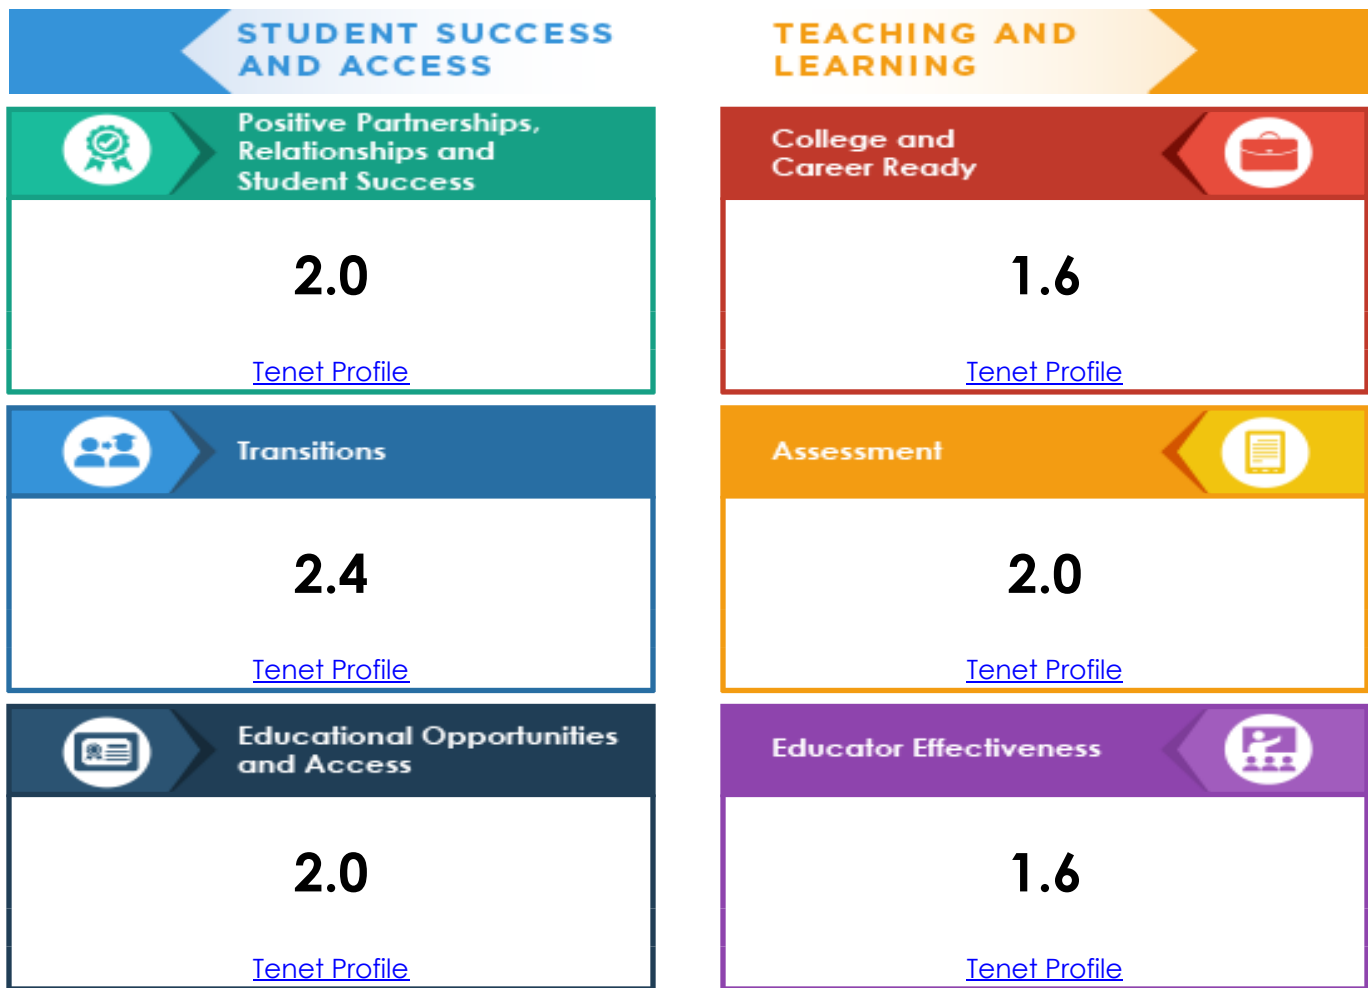 STUDENT SUCCESS
AND ACCESS
Positive Partnerships,
Relationships and
Student Success
2.0
Tenet Profile
Transitions
2.4
Tenet Profile
Educational Opportunities
and Access
2.0
Tenet Profile
TEACHING AND
LEARNING
College and
Career Ready
1.6
Tenet Profile
Assessment
2.0
Tenet Profile
Educator Effectiveness
1.6
Tenet Profile